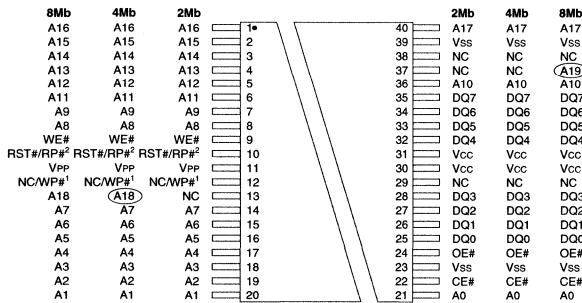 8Mb 4Mb 2Mb 2Mb 4Mb 8Mb
A16 A16 A16 1 40 A17 A17 A17
A15 A15 A15 2 39 VSS VSS VSS
A14 A14 A14 3 38 NC NC NC
A13 A13 A13 4 37 NC NC A19
A12 A12 A12 5 36 A10 A10 A10
A11 A11 A11 6 35 DQ7 DQ7 DQ7
A9 A9 A9 7 34 DQ6 DQ6 DQ6
A8 A8 A8 8 33 DQ5 DQ5 DQ5
WE# WE# WE# 9 32 DQ4 DQ4 DQ4
RST#/RP#2 RST#/RP#2 RST#/RP#2 10 31 VCC VCC VCC
VPP VPP VPP 11 30 VCC VCC VCC
NC/WP#1 NC/WP#1 NC/WP#1 12 29 NC NC NC
A18 A18 NC 13 28 DQ3 DQ3 DQ3
A7 A7 A7 14 27 DQ2 DQ2 DQ2
A6 A6 A6 15 26 DQ1 DQ1 DQ1
A5 A5 A5 16 25 DQ0 DQ0 DQ0
A4 A4 A4 17 24 OE# OE# OE#
A3 A3 A3 18 23 VSS VSS VSS
A2 A2 A2 19 22 CE# CE# CE#
A1 A1 A1 20 21 A0 A0 A0